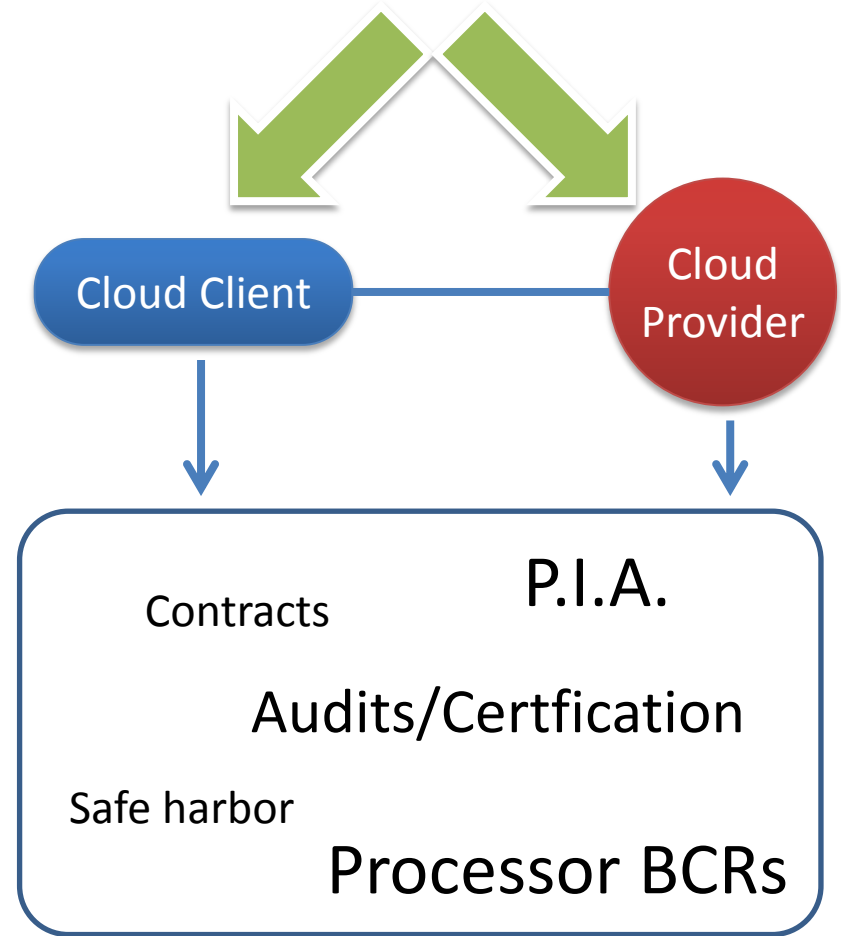 Cloud Client
Cloud
Provider
P.I.A.
Contracts
Audits/Certfication
Safe harbor
Processor BCRs